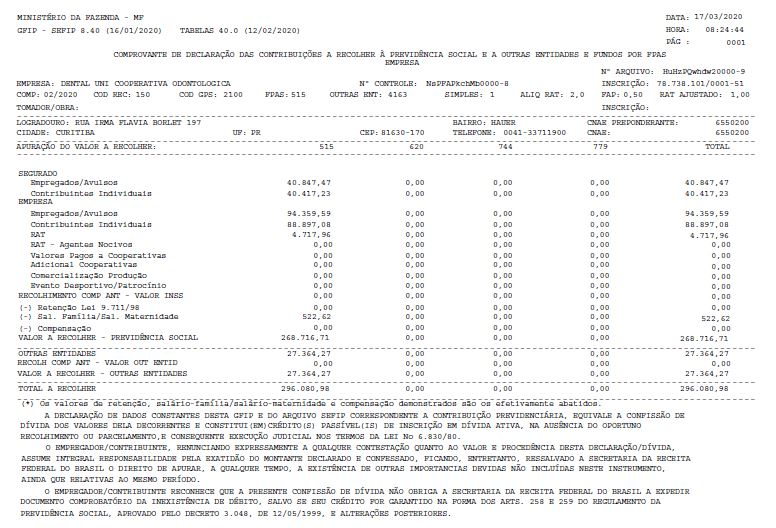 MINISTÉRIO DA FAZENDA - MF DATA: 17/03/2020
GFIP - SEFIP 8.40 (16/01/2020) TABELAS 40.0 (12/02/2020) HORA: 08:24:44
PÁG : 0001
COMPROVANTE DE DECLARAÇÃO DAS CONTRIBUIÇÕES A RECOLHER À PREVIDÊNCIA SOCIAL E A OUTRAS ENTIDADES E FUNDOS POR FPAS
EMPRESA
N° ARQUIVO: HuHzPQwhdw20000-9
EMPRESA: DENTAL UNI COOPERATIVA ODONTOLOGICA N° CONTROLE: NsPFAPkchMb0000-8 INSCRIÇÃO: 78.738.101/0001-51
COMP: 02/2020 COD REC: 150 COD GPS: 2100 FPAS: 515 OUTRAS ENT: 4163 SIMPLES: 1 ALIQ RAT: 2,0 FAP: 0,50 RAT AJUSTADO: 1,00
TOMADOR/OBRA: INSCRIÇÃO:
LOGRADOURO: RUA IRMA FLAVIA BORLET 197 BAIRRO: HAUER CNAE PREPONDERANTE: 6550200
CIDADE: CURITIBA UF: PR CEP: 81630-170 TELEFONE: 0041-33711900 CNAE: 6550200
APURAÇÃO DO VALOR A RECOLHER: 515 620 744 779 TOTAL
SEGURADO
Empregados/Avulsos 40.847,47 0,00 0,00 0,00 40.847,47
Contribuintes Individuais 40.417,23 0,00 0,00 0,00 40.417,23
EMPRESA
Empregados/Avulsos 94.359,59 0,00 0,00 0,00 94.359,59
Contribuintes Individuais 88.897,08 0,00 0,00 0,00 88.897,08
RAT 4.717,96 0,00 0,00 0,00 4.717,96
RAT - Agentes Nocivos 0,00 0,00 0,00 0,00 0,00
Valores Pagos a Cooperativas 0,00 0,00 0,00 0,00 0,00
Adicional Cooperativas 0,00 0,00 0,00 0,00 0,00
Comercialização Produção 0,00 0,00 0,00 0,00 0,00
Evento Desportivo/Patrocínio 0,00 0,00 0,00 0,00 0,00
RECOLHIMENTO COMP ANT - VALOR INSS 0,00 0,00 0,00 0,00 0,00
(-) Retenção Lei 9.711/98 0,00 0,00 0,00 0,00 0,00
(-) Sal. Família/Sal. Maternidade 522,62 0,00 0,00 0,00 522,62
(-) Compensação 0,00 0,00 0,00 0,00 0,00
VALOR A RECOLHER - PREVIDÊNCIA SOCIAL 268.716,71 0,00 0,00 0,00 268.716,71
OUTRAS ENTIDADES 27.364,27 0,00 0,00 0,00 27.364,27
RECOLH COMP ANT - VALOR OUT ENTID 0,00 0,00 0,00 0,00 0,00
VALOR A RECOLHER - OUTRAS ENTIDADES 27.364,27 0,00 0,00 0,00 27.364,27
TOTAL A RECOLHER 296.080,98 0,00 0,00 0,00 296.080,98
(*) Os valores de retenção, salário-família/salário-maternidade e compensação demonstrados são os efetivamente abatidos.
A DECLARAÇÃO DE DADOS CONSTANTES DESTA GFIP E DO ARQUIVO SEFIP CORRESPONDENTE A CONTRIBUIÇÃO PREVIDENCIÁRIA, EQUIVALE A CONFISSÃO DE
DÍVIDA DOS VALORES DELA DECORRENTES E CONSTITUI(EM)CRÉDITO(S) PASSÍVEL(IS) DE INSCRIÇÃO EM DÍVIDA ATIVA, NA AUSÊNCIA DO OPORTUNO
RECOLHIMENTO OU PARCELAMENTO,E CONSEQUENTE EXECUÇÃO JUDICIAL NOS TERMOS DA LEI No 6.830/80.
O EMPREGADOR/CONTRIBUINTE, RENUNCIANDO EXPRESSAMENTE A QUALQUER CONTESTAÇÃO QUANTO AO VALOR E PROCEDÊNCIA DESTA DECLARAÇÃO/DÍVIDA,
ASSUME INTEGRAL RESPONSABILIDADE PELA EXATIDÃO DO MONTANTE DECLARADO E CONFESSADO, FICANDO, ENTRETANTO, RESSALVADO A SECRETARIA DA RECEITA
FEDERAL DO BRASIL O DIREITO DE APURAR, A QUALQUER TEMPO, A EXISTÊNCIA DE OUTRAS IMPORTANCIAS DEVIDAS NÃO INCLUÍDAS NESTE INSTRUMENTO,
AINDA QUE RELATIVAS AO MESMO PERÍODO.
O EMPREGADOR/CONTRIBUINTE RECONHECE QUE A PRESENTE CONFISSÃO DE DÍVIDA NÃO OBRIGA A SECRETARIA DA RECEITA FEDERAL DO BRASIL A EXPEDIR
DOCUMENTO COMPROBATÓRIO DA INEXISTÊNCIA DE DÉBITO, SALVO SE SEU CRÉDITO FOR GARANTIDO NA FORMA DOS ARTS. 258 E 259 DO REGULAMENTO DA
PREVIDÊNCIA SOCIAL, APROVADO PELO DECRETO 3.048, DE 12/05/1999, E ALTERAÇÕES POSTERIORES.